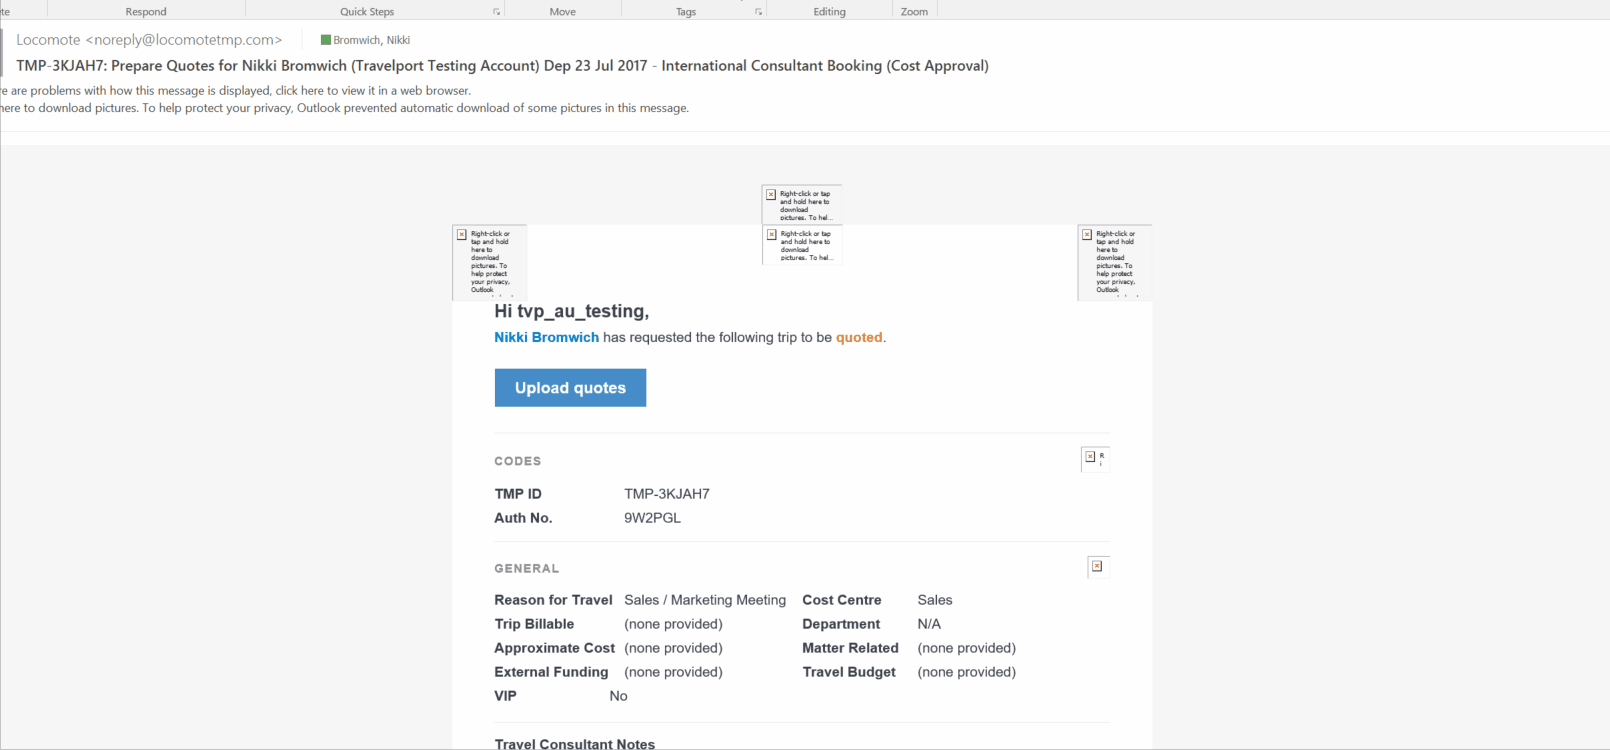 Respond Quick Steps Move Tags Editing Zoom
Locomote <noreply@locomotetmp.com> Bromwich, Nikki
TMP-3KJAH7: Prepare Quotes for Nikki Bromwich (Travelport Testing Account) Dep 23 Jul 2017 - International Consultant Booking (Cost Approval)
are problems with how this message is displayed, click here to view it in a web browser.
to download pictures. To help protect your privacy, Outlook prevented automatic download of some pictures in this message.
Right-click or tap
and hold here to
download
pictures. To hel...
Right-click or
tap and hold
here to
download
pictures. To
help protect
your privacy,
Outlook
Right-click or tap
and hold here to
download
pictures. To hel...
Right-click or
tap and hold
here to
download
pictures. To
help protect
your privacy,
Outlook
Hi tvp_au_testing,
Nikki Bromwich has requested the following trip to be quoted.
Upload quotes
CODES
TMP ID TMP-3KJAH7
Auth No. 9W2PGL
GENERAL
Reason for Travel Sales / Marketing Meeting Cost Centre Sales
Trip Billable (none provided) Department N/A
Approximate Cost (none provided) Matter Related (none provided)
External Funding (none provided) Travel Budget (none provided)
VIP No
Travel Consultant Notes